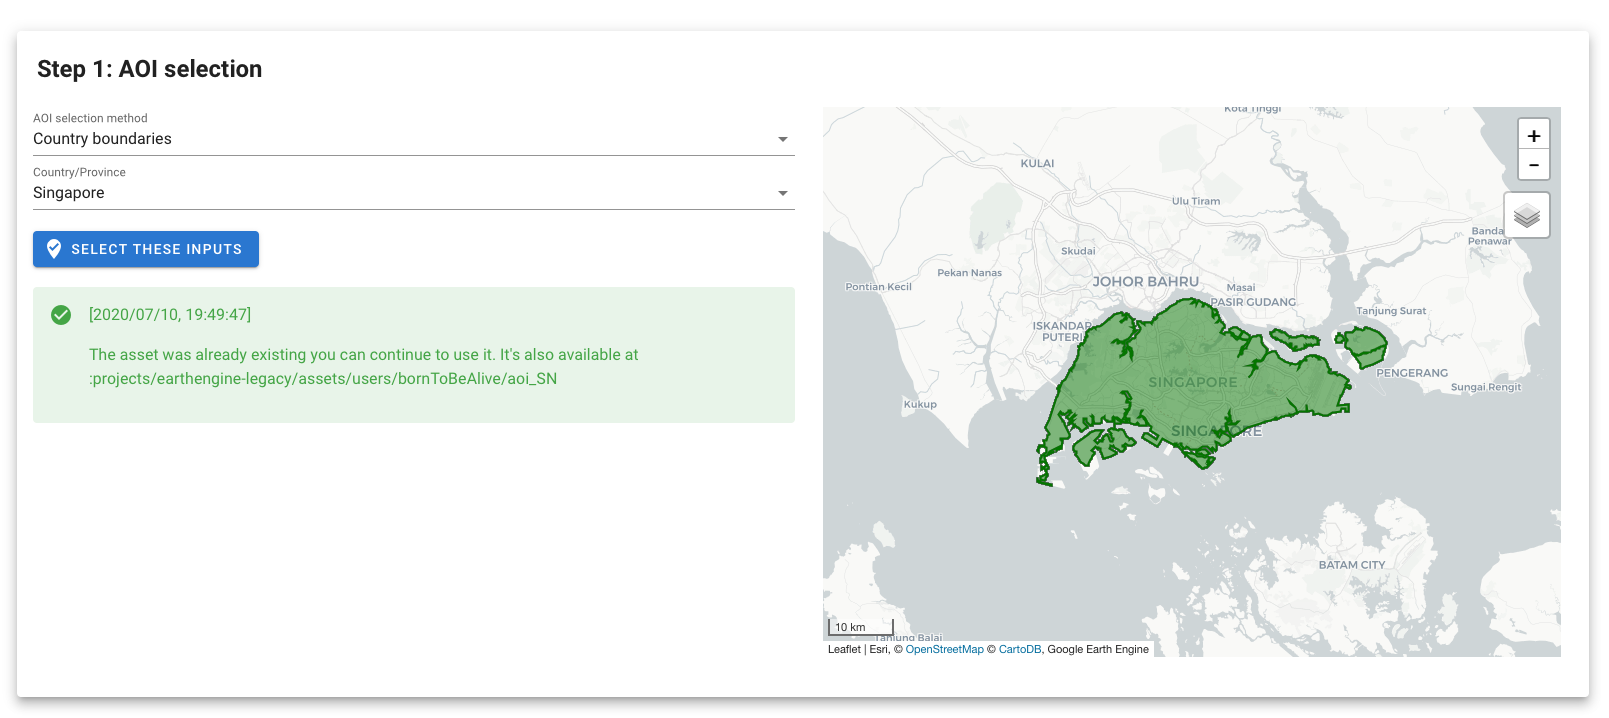 Step 1: AOI selection
AOI selection method
Country boundaries
Country/Province
Singapore
SELECT THESE INPUTS
[2020/07/10, 19:49:47]
The asset was already existing you can continue to use it. It's also available at
:projects/earthengine-legacy/assets/users/bornToBeAlive/aoi_SN
Kota Tinggi
+
-
KULAI
Ulu Tiram
Banda
Penawar
Skudai
Pekan Nanas
JOHOR BAHRU
Pontian Kecil
Masai
PASIR GUDANG
Tanjung Surat
ISKANDAR
PUTERI
SINGAPORE
PENGERANG
Sungai Rengit
Kukup
SINGAPORE
BATAM CITY
10 km
Tanjung Balai
Leaflet | Esri, © OpenStreetMap © CartoDB, Google Earth Engine